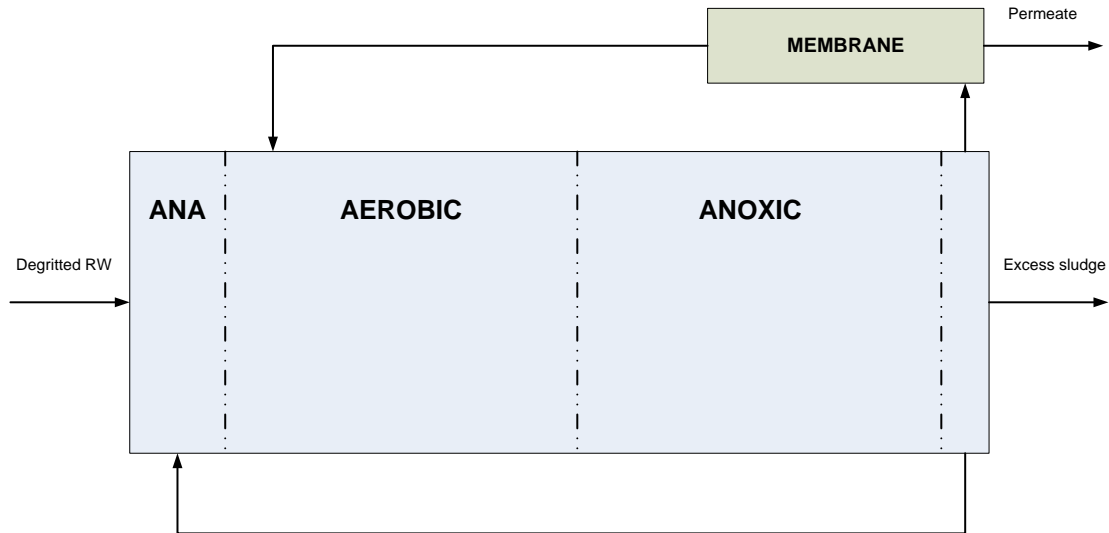 Permeate
MEMBRANE
ANA
AEROBIC
ANOXIC
Degritted RW
Excess sludge